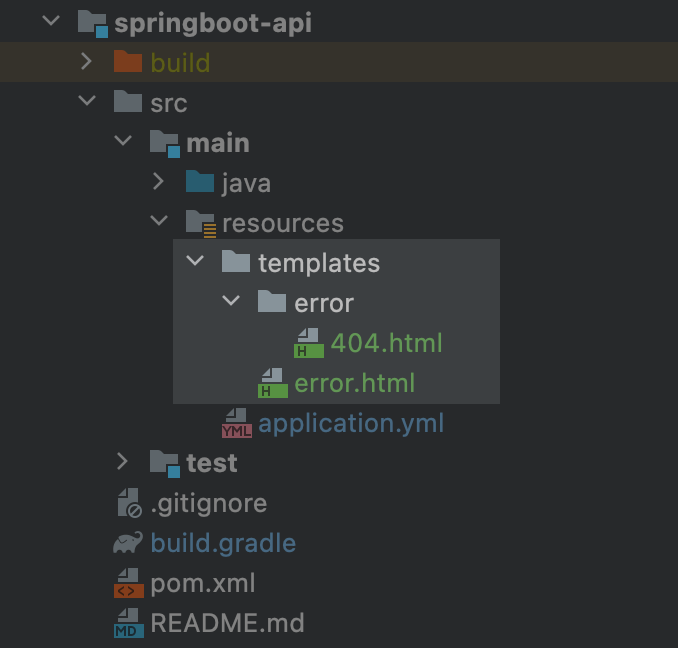 springboot-api
build
src
main
java
resources
templates
error
H 404.html
H error.html
YML application.yml
test
.gitignore
build.gradle
<> pom.xml
MD README.md